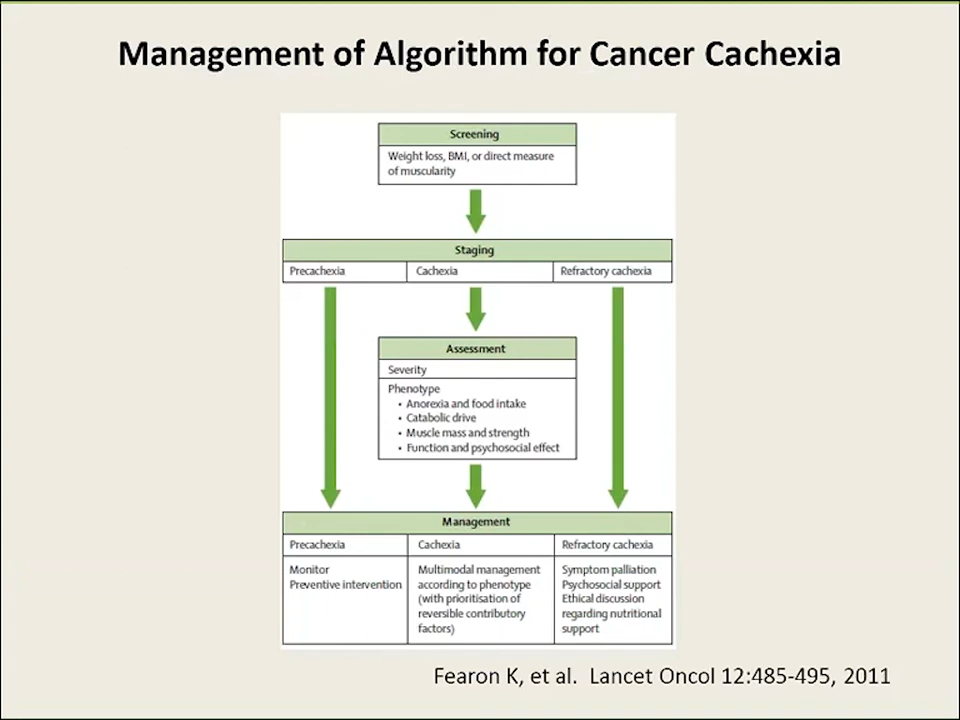 Management of Algorithm for Cancer Cachexia
Screening
Weight loss, BMI, or direct measure
of muscularity
Staging
Precachexia
Cachexia
Refractory cachexia
Assessment
Severity
Phenotype
• Anorexia and food intake
• Catabolic drive
• Muscle mass and strength
• Function and psychosocial effect
Management
Precachexia
Cachexia
Refractory cachexia
Monitor
Preventive intervention
Multimodal management
according to phenotype
(with prioritisation of
reversible contributory
factors)
Symptom palliation
Psychosocial support
Ethical discussion
regarding nutritional
support
Fearon K, et al. Lancet Oncol 12:485-495, 2011